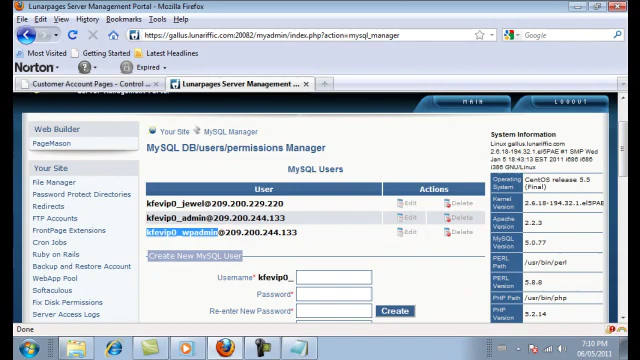 Lunarpages Server Management Portal - Mozilla Firefox
File Edit View History Bookmarks Tools Help
https://gallus.lunariffic.com:20082/myadmin/index.php?action=mysql_manager
Google
Most Visited Getting Started Latest Headlines
Norton Expired
Customer Account Pages - Control ...
Lunarpages Server Management ...
MAIN LOGOUT
Web Builder
PageMason
Your Site
File Manager
Password Protect Directories
Redirects
FTP Accounts
FrontPage Extensions
Cron Jobs
Ruby on Rails
Backup and Restore Account
WebApp Pool
Softaculous
Fix Disk Permissions
Server Access Logs
Your Site MySQL Manager
MySQL DB/users/permissions Manager
MySQL Users
User Actions
kfevip0_jewel@209.200.229.220 Edit Delete
kfevip0_admin@209.200.244.133 Edit Delete
kfevip0_wpadmin@209.200.244.133 Edit Delete
Create New MySQL User
Username* kfevip0_
Password*
Re-enter New Password* Create
System Information
Linux gallus.lunariffic.com
2.6.18-194.32.1.el5PAE #1 SMP Wed
Jan 5 18:43:13 EST 2011 i686 i686
i386 GNU/Linux
Operating System CentOS release 5.5 (Final)
Kernel Version 2.6.18-194.32.1.el5PAE
Apache Version 2.2.3
MySQL Version 5.0.77
PERL Path /usr/bin/perl
PERL Version 5.8.8
PHP Path /usr/bin/php
PHP Version 5.2.14
Done
7:10 PM
06/05/2011